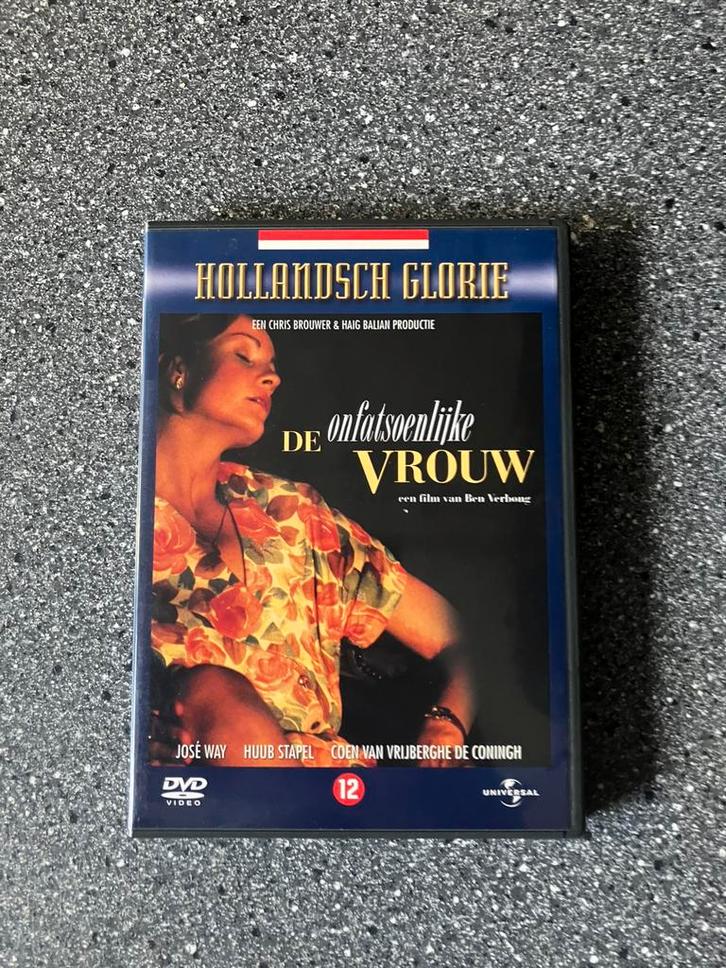 HOLLANDSCH GLORIE
EEN CHRIS BROUWER & HAIG BALIAN PRODUCTIE
DE onfatsoenlijke
VROUW
een film van Ben Verbong
JOSÉ WAY HUUB STAPEL COEN VAN VRIJBERGHE DE CONINGH
DVD
VIDEO
12
UNIVERSAL